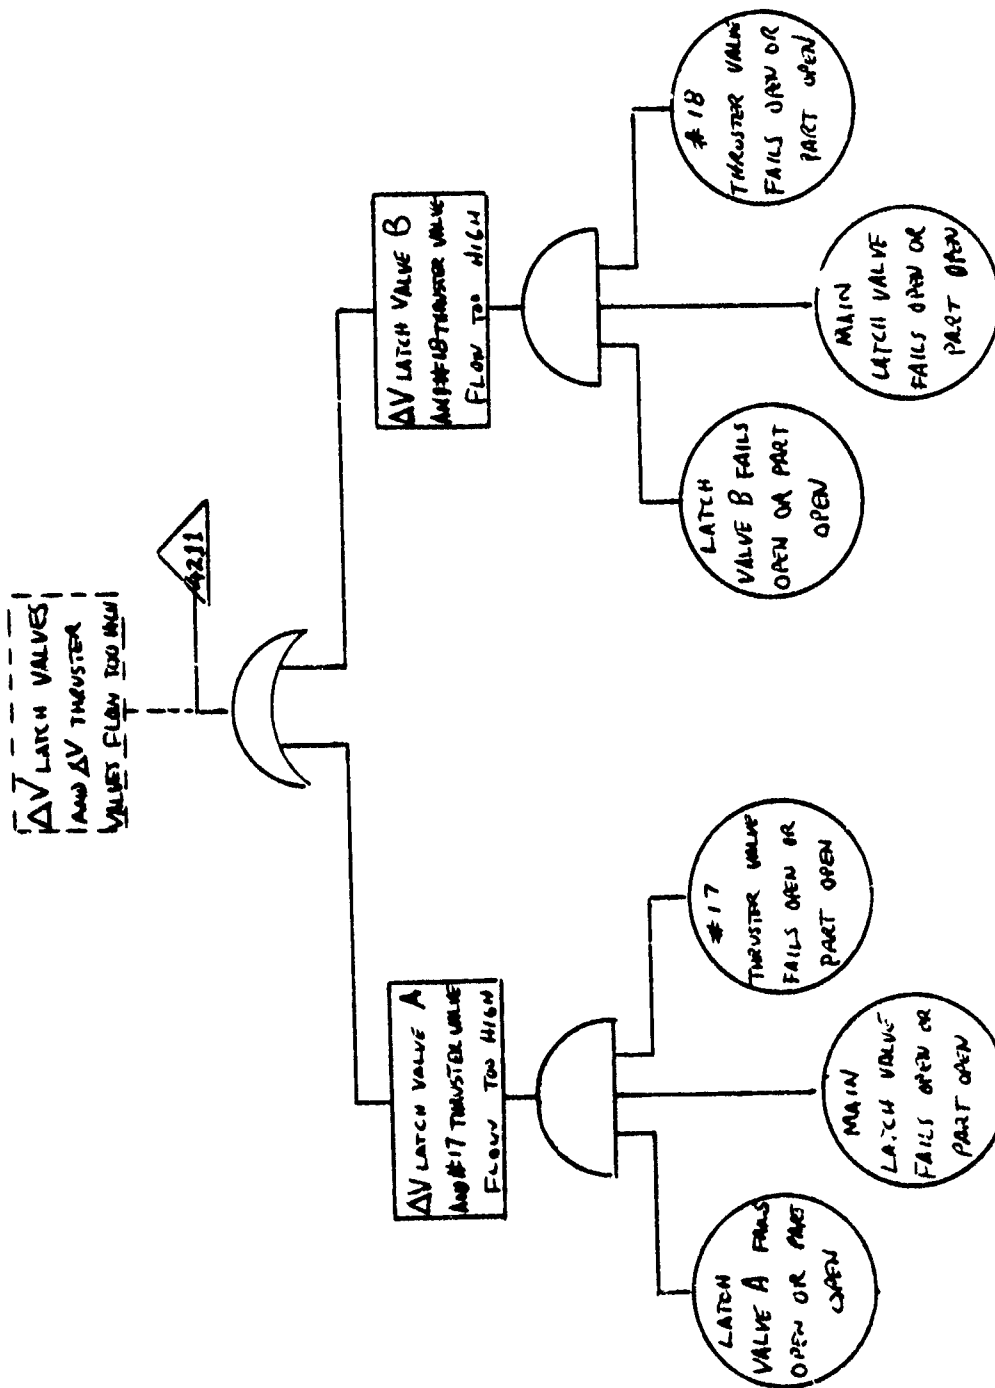 ΔV LATCH VALVES
AND ΔV THRUSTER
VALVES FLOW TOO HIGH
4211
ΔV LATCH VALVE A
AND #17 THRUSTER VALVE
FLOW TOO HIGH
ΔV LATCH VALVE B
AND #18 THRUSTER VALVE
FLOW TOO HIGH
LATCH
VALVE A FAILS
OPEN OR PART
OPEN
MAIN
LATCH VALVE
FAILS OPEN OR
PART OPEN
#17
THRUSTER VALVE
FAILS OPEN OR
PART OPEN
LATCH
VALVE B FAILS
OPEN OR PART
OPEN
MAIN
LATCH VALVE
FAILS OPEN OR
PART OPEN
#18
THRUSTER VALVE
FAILS OPEN OR
PART OPEN